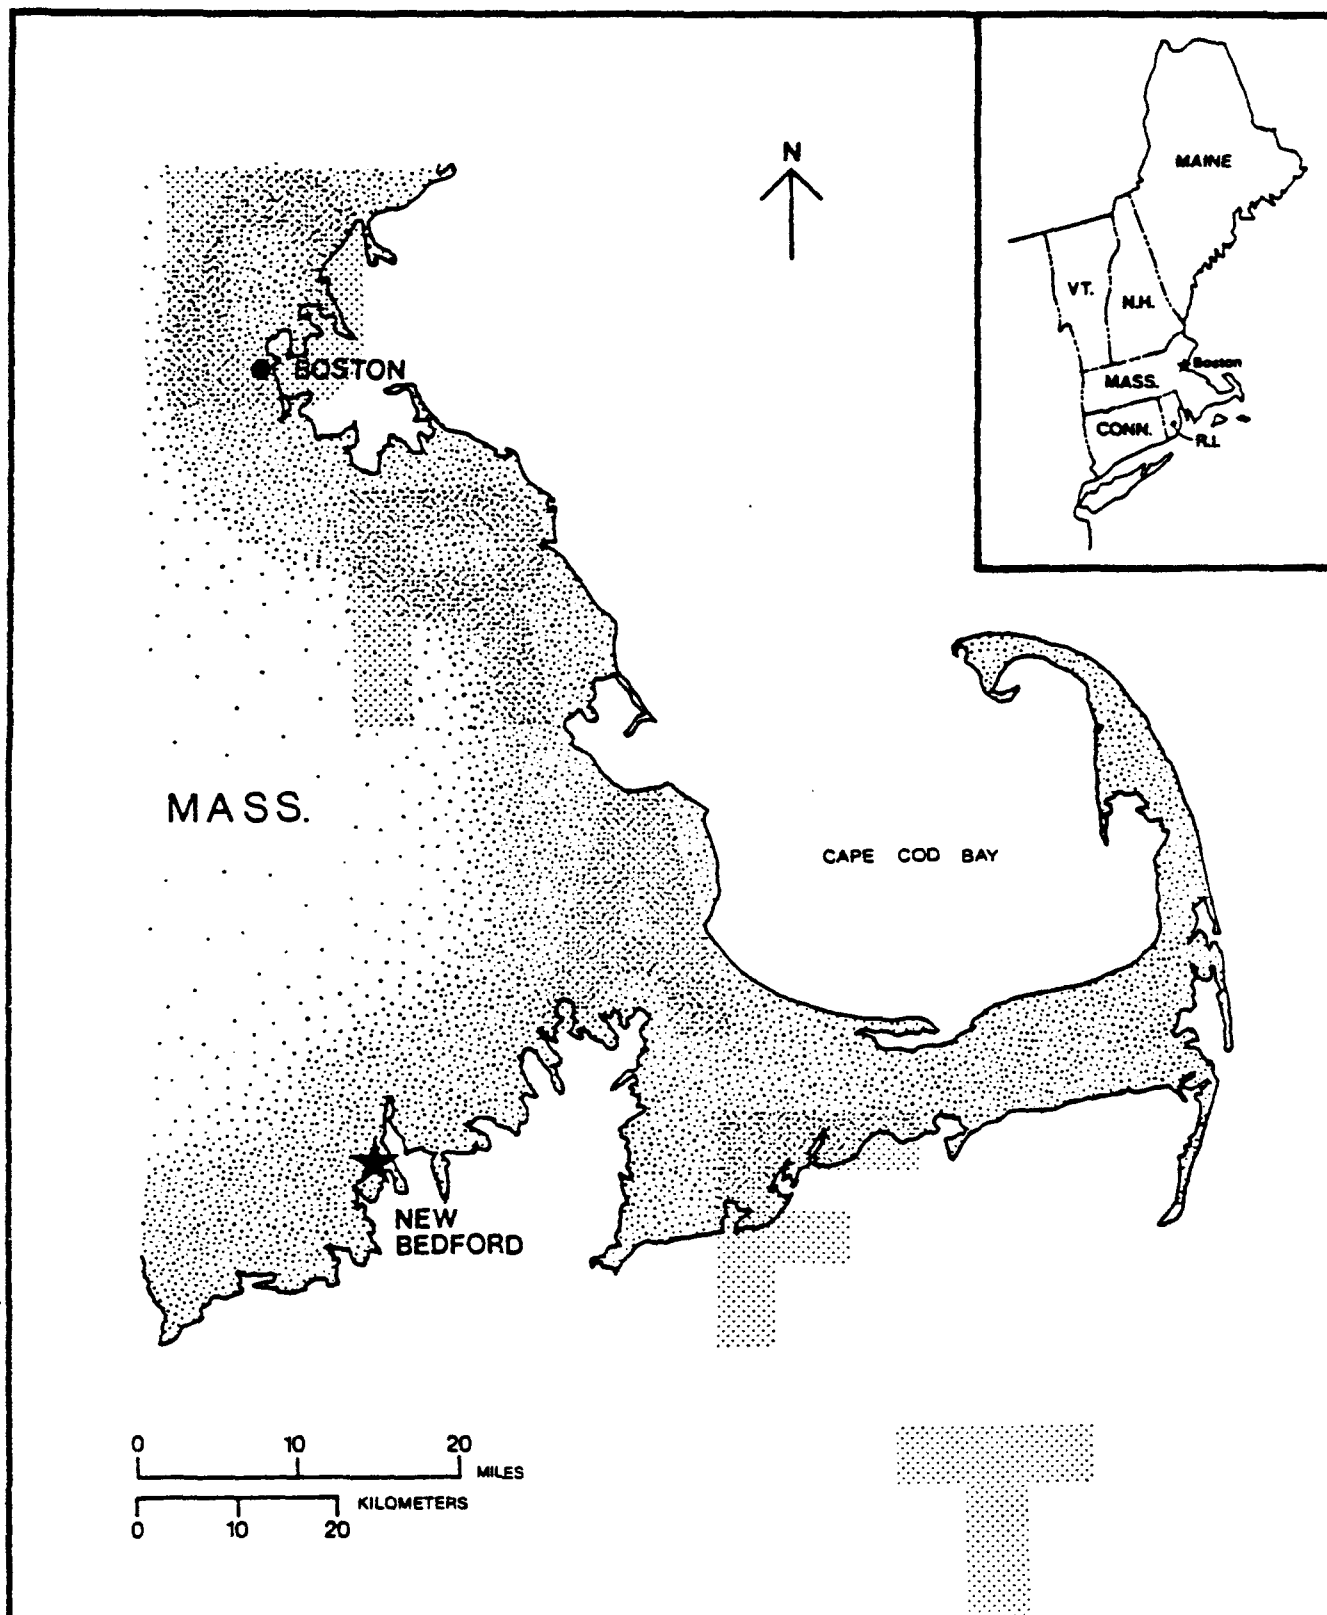 N
MAINE
VT.
N.H.
Boston
MASS.
CONN.
R.I.
BOSTON
MASS.
CAPE COD BAY
NEW
BEDFORD
0 10 20
MILES
KILOMETERS
0 10 20